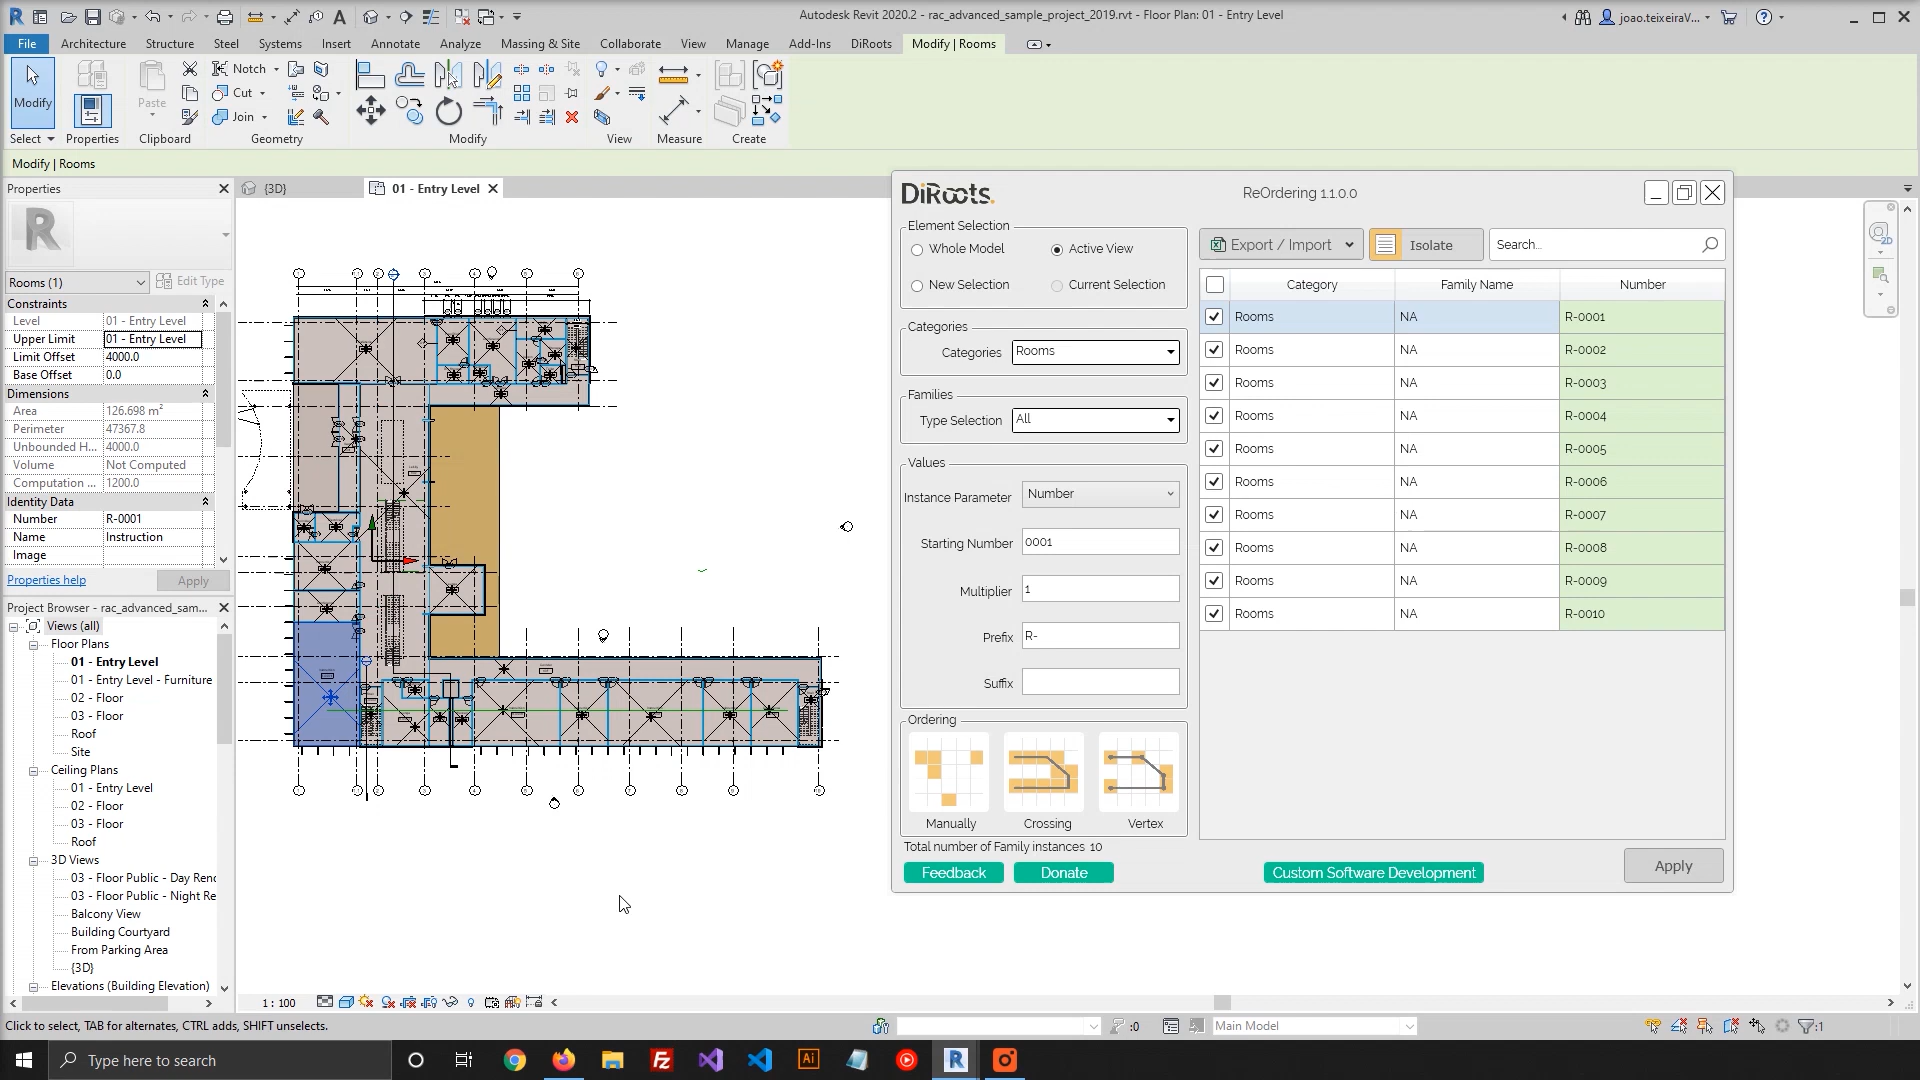 Autodesk Revit 2020.2 - rac_advanced_sample_project_2019.rvt - Floor Plan: 01 - Entry Level
joao.teixeiraV...
File
Architecture
Structure
Steel
Systems
Insert
Annotate
Analyze
Massing & Site
Collaborate
View
Manage
Add-Ins
DiRoots
Modify | Rooms
Modify
Paste
Notch
Cut
Join
Select
Properties
Clipboard
Geometry
Modify
View
Measure
Create
Modify | Rooms
Properties
{3D}
01 - Entry Level
R
Rooms (1)
Edit Type
Constraints
Level 01 - Entry Level
Upper Limit 01 - Entry Level
Limit Offset 4000.0
Base Offset 0.0
Dimensions
Area 126.698 m²
Perimeter 47367.8
Unbounded H... 4000.0
Volume Not Computed
Computation ... 1200.0
Identity Data
Number R-0001
Name Instruction
Image
Properties help
Apply
Project Browser - rac_advanced_sam...
Views (all)
Floor Plans
01 - Entry Level
01 - Entry Level - Furniture
02 - Floor
03 - Floor
Roof
Site
Ceiling Plans
01 - Entry Level
02 - Floor
03 - Floor
Roof
3D Views
03 - Floor Public - Day Renc
03 - Floor Public - Night Re
Balcony View
Building Courtyard
From Parking Area
{3D}
Elevations (Building Elevation)
DiRoots.
ReOrdering 1.1.0.0
Element Selection
Whole Model
Active View
New Selection
Current Selection
Categories
Categories Rooms
Families
Type Selection All
Values
Instance Parameter Number
Starting Number 0001
Multiplier 1
Prefix R-
Suffix
Ordering
Manually
Crossing
Vertex
Total number of Family instances 10
Feedback
Donate
Custom Software Development
Apply
Export / Import
Isolate
Search...
Category Family Name Number
Rooms NA R-0001
Rooms NA R-0002
Rooms NA R-0003
Rooms NA R-0004
Rooms NA R-0005
Rooms NA R-0006
Rooms NA R-0007
Rooms NA R-0008
Rooms NA R-0009
Rooms NA R-0010
2D
1 : 100
Click to select, TAB for alternates, CTRL adds, SHIFT unselects.
:0
Main Model
:1
Type here to search